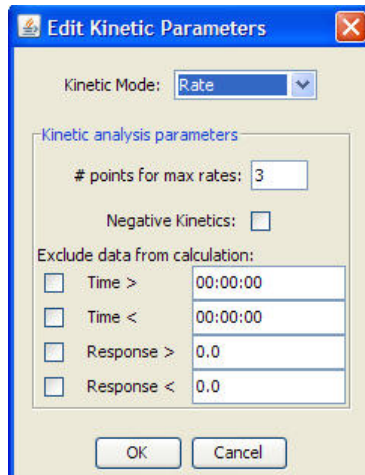 Edit Kinetic Parameters
Kinetic Mode: Rate
Kinetic analysis parameters
# points for max rates: 3
Negative Kinetics:
Exclude data from calculation:
Time > 00:00:00
Time < 00:00:00
Response > 0.0
Response < 0.0
OK Cancel